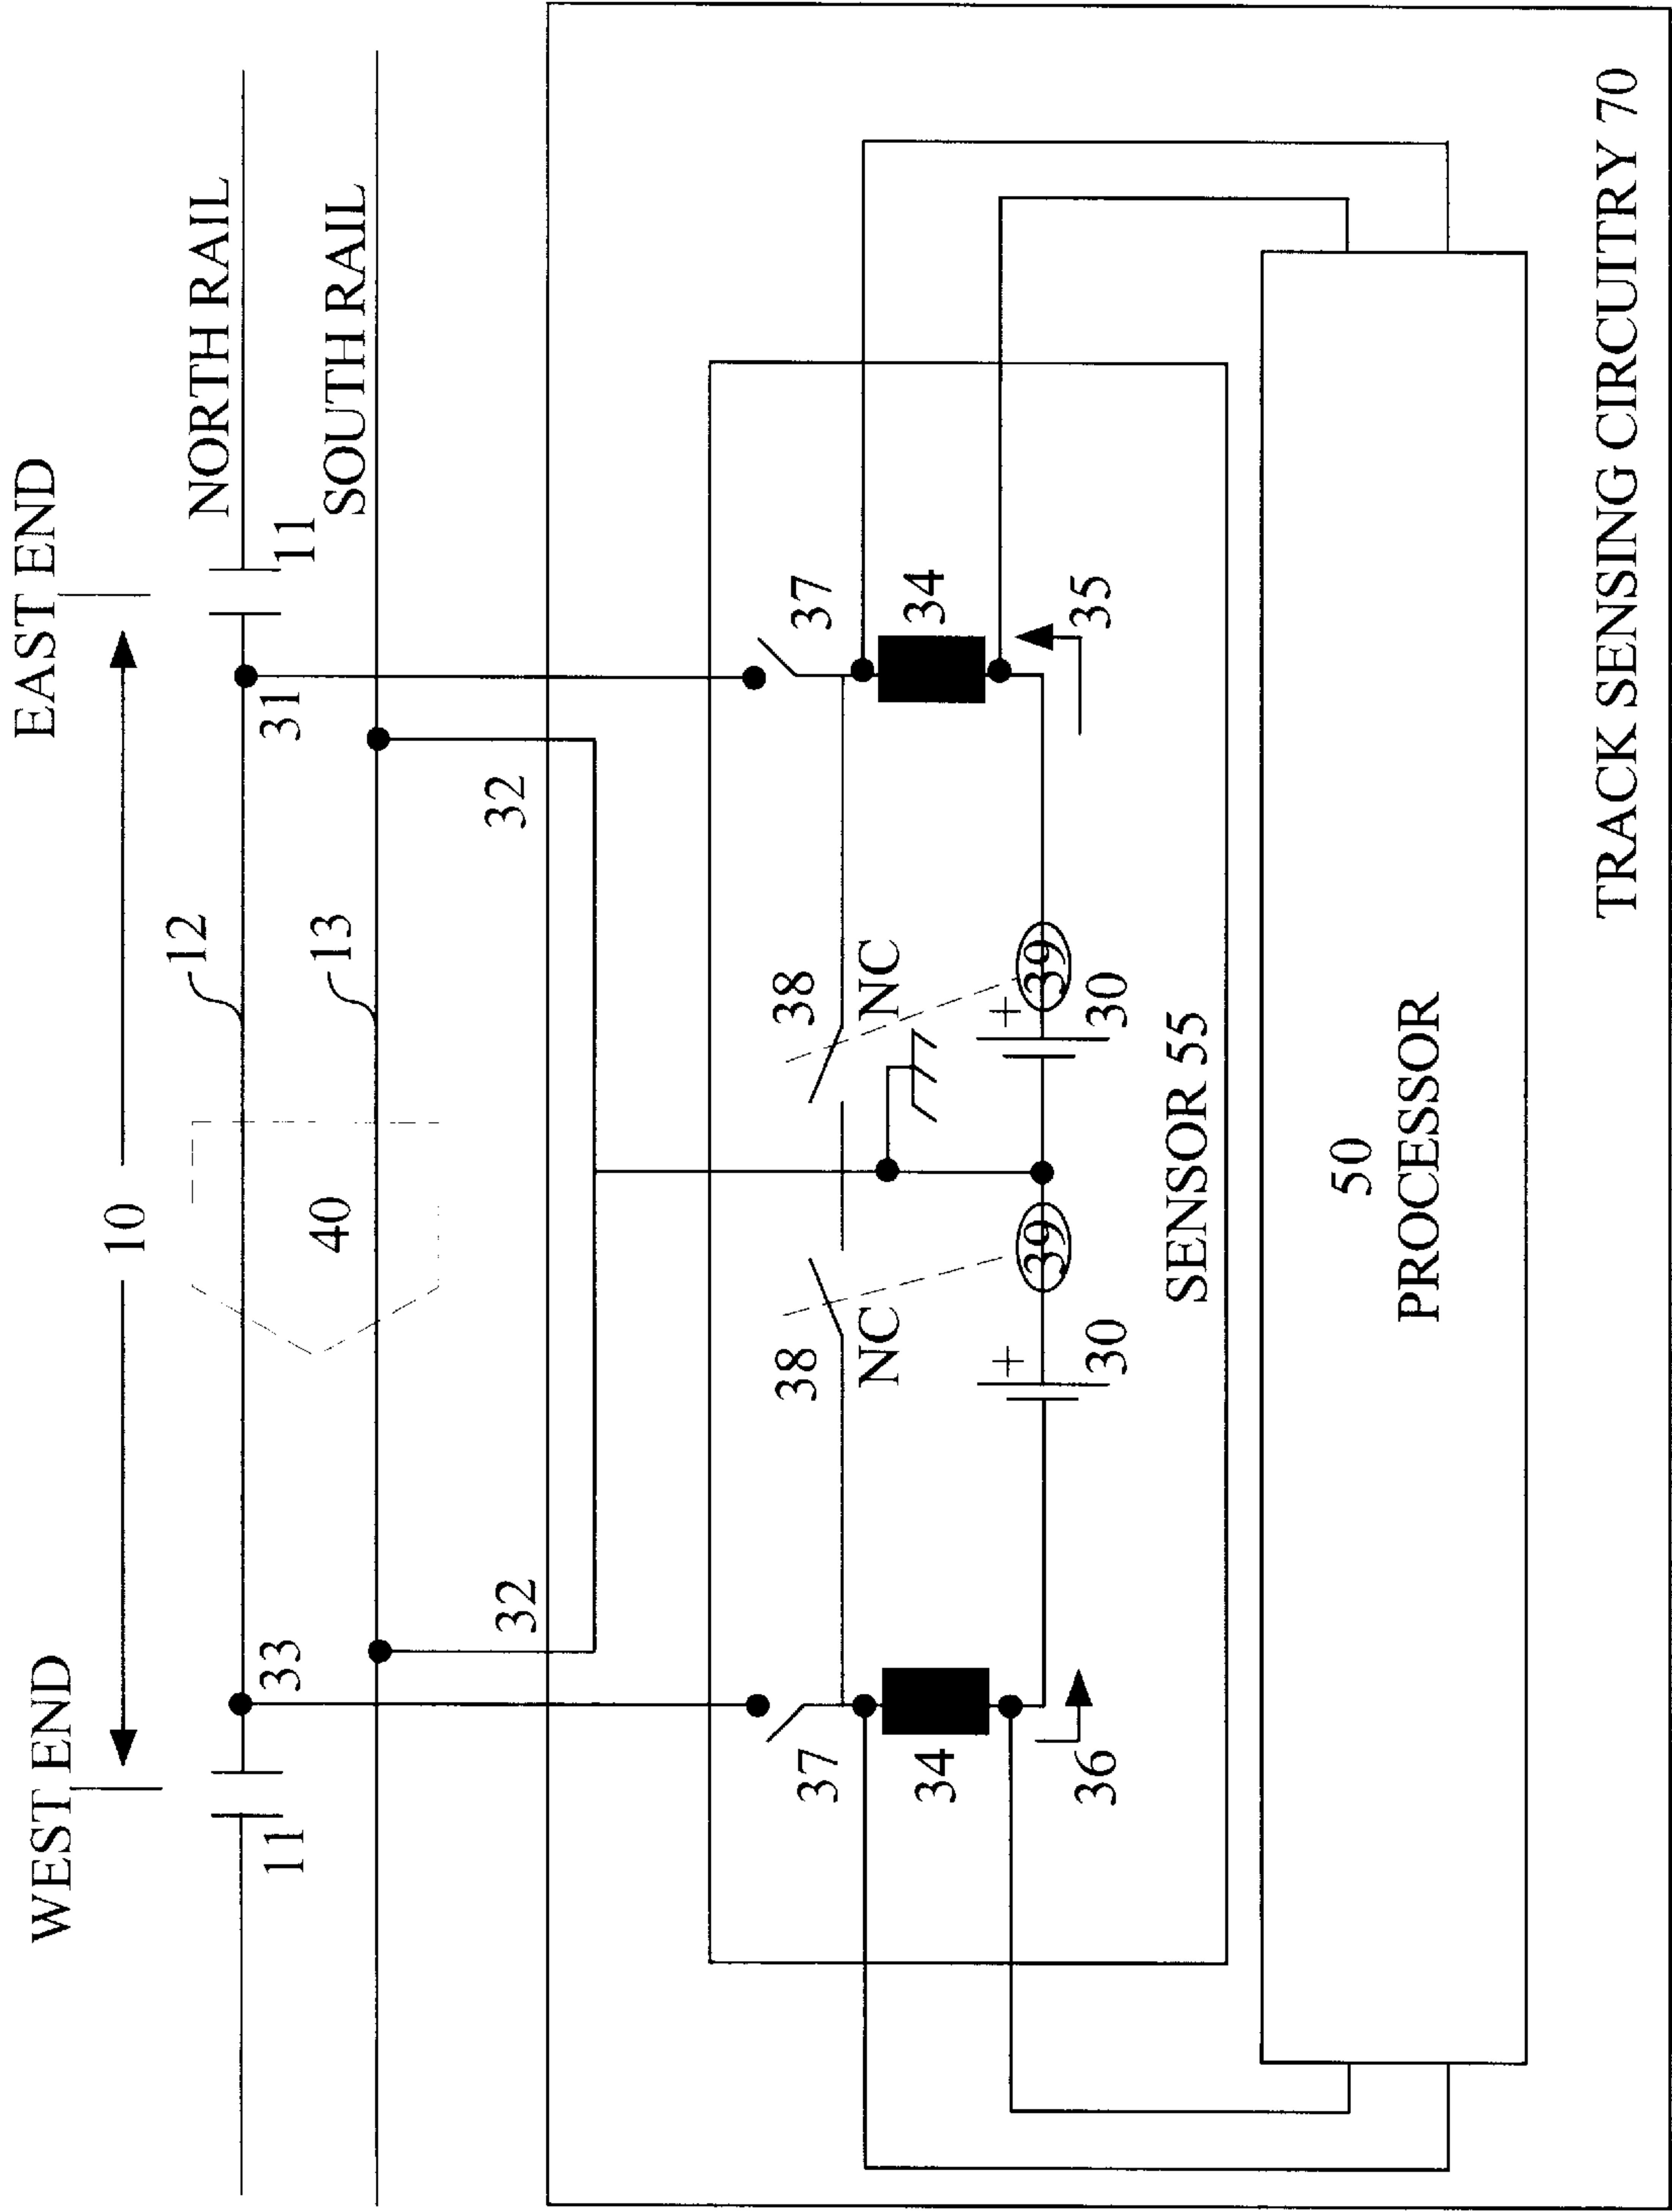 WEST END
EAST END
10
11
33
12
31
11
NORTH RAIL
40
13
SOUTH RAIL
32
32
37
38
38
37
NC
NC
34
34
39
39
36
30
+
30
+
35
SENSOR 55
50
PROCESSOR
TRACK SENSING CIRCUITRY 70